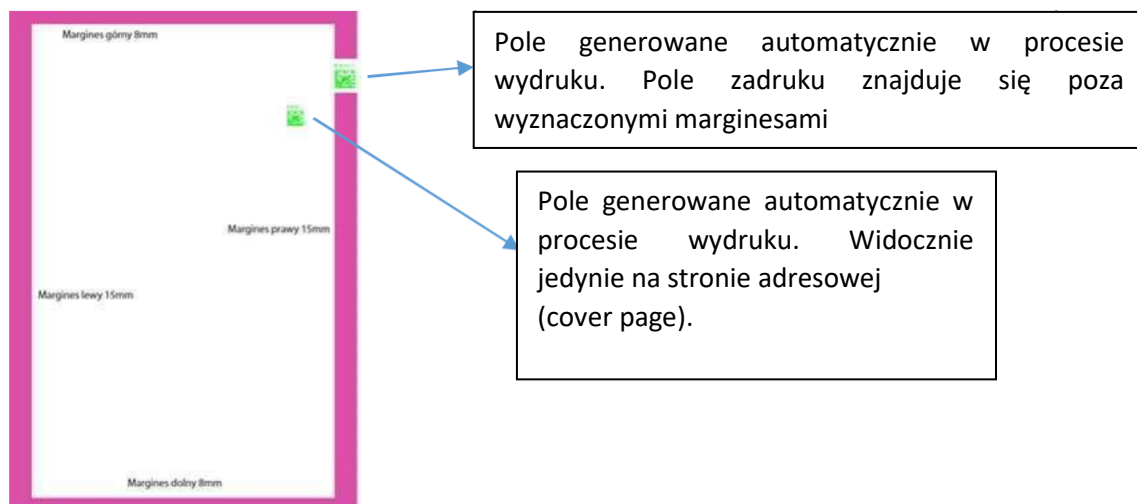 Margines górny 8mm
Pole generowane automatycznie w procesie
wydruku. Pole zadruku znajduje się poza
wyznaczonymi marginesami
Pole generowane automatycznie w
procesie wydruku. Widocznie
jedynie na stronie adresowej
(cover page).
Margines prawy 15mm
Margines lewy 15mm
Margines dolny 8mm